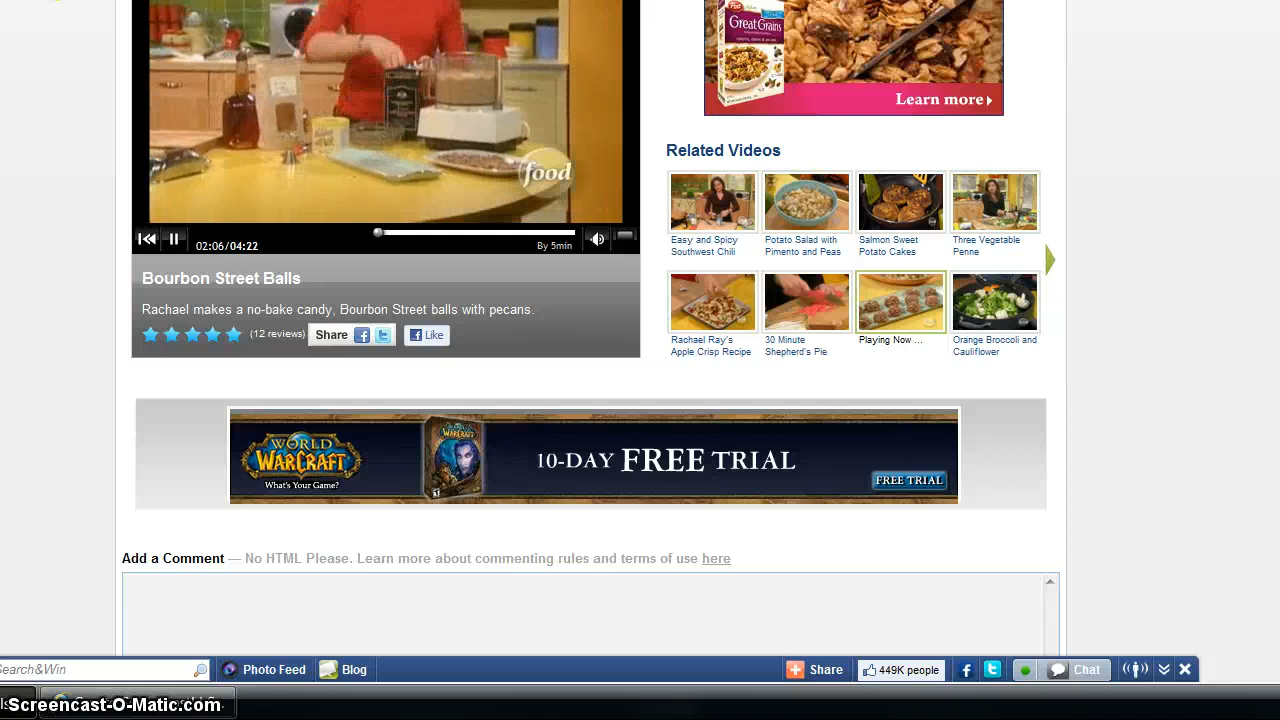 Post
Great Grains
Learn more
food
02:06/04:22
By 5min
Bourbon Street Balls
Rachael makes a no-bake candy, Bourbon Street balls with pecans.
(12 reviews)
Share
Like
Related Videos
Easy and Spicy
Southwest Chili
Potato Salad with
Pimento and Peas
Salmon Sweet
Potato Cakes
Three Vegetable
Penne
Rachael Ray's
Apple Crisp Recipe
30 Minute
Shepherd's Pie
Playing Now ...
Orange Broccoli and
Cauliflower
WORLD
WARCRAFT
What's Your Game?
WARCRAFT
10-DAY FREE TRIAL
FREE TRIAL
Add a Comment — No HTML Please. Learn more about commenting rules and terms of use here
Search&Win
Photo Feed
Blog
Share
449K people
Chat
Screencast-O-Matic.com